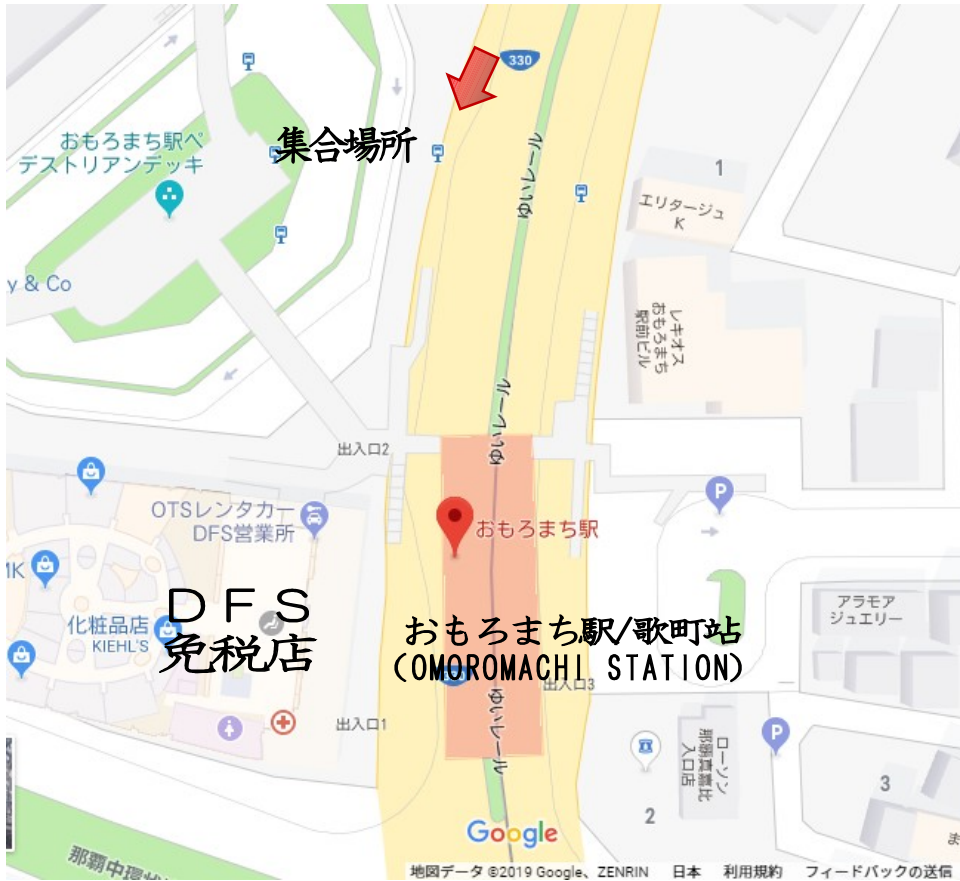 330
おもろまち駅ペ
デストリアンデッキ
集合場所
1
エリタージュ
K
ゆいレール
y & Co
レキオス
おもろまち
駅前ビル
ゆいレール
出入口2
P
OTSレンタカー
DFS営業所
おもろまち駅
IK
DFS
免税店
化粧品店
KIEHL'S
おもろまち駅/歌町站
(OMOROMACHI STATION)
アラモア
ジュエリー
出入口3
出入口1
ゆいレール
ローソン
那覇真嘉比
入口店
P
2
3
ま
Google
那覇中環状
地図データ ©2019 Google、ZENRIN 日本 利用規約 フィードバックの送信